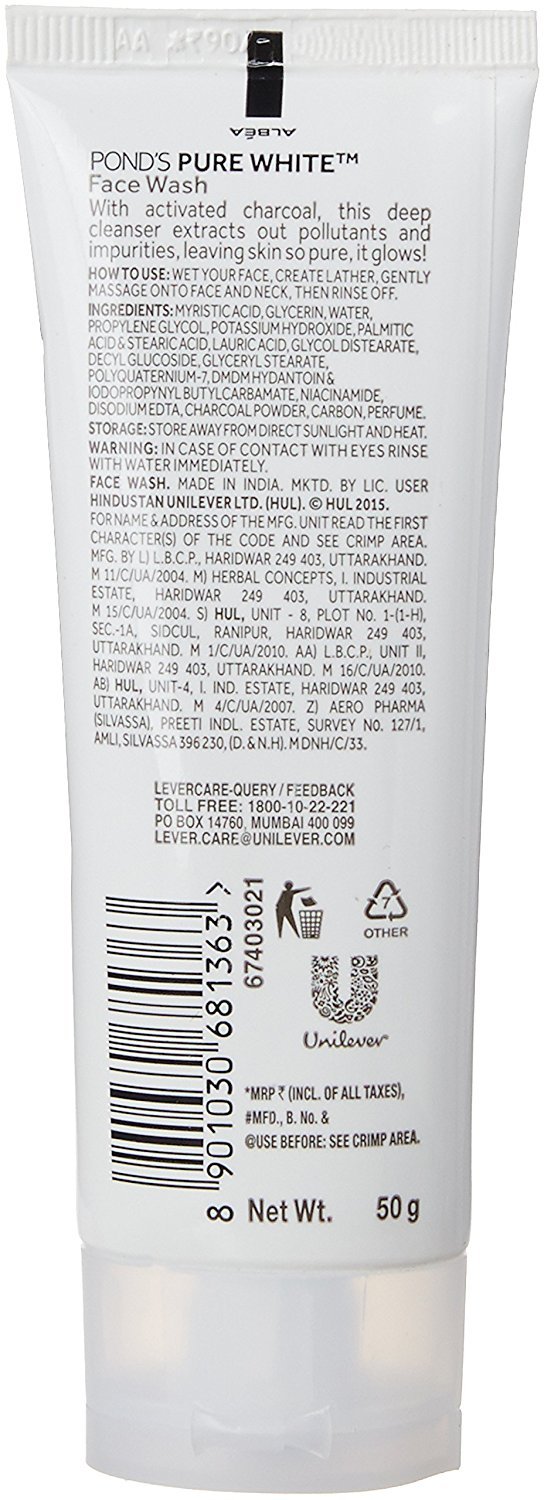 AA
ALBÉA
POND'S PURE WHITE™
Face Wash
With activated charcoal, this deep
cleanser extracts out pollutants and
impurities, leaving skin so pure, it glows!
HOW TO USE: WET YOUR FACE, CREATE LATHER, GENTLY
MASSAGE ONTO FACE AND NECK, THEN RINSE OFF.
INGREDIENTS: MYRISTIC ACID, GLYCERIN, WATER,
PROPYLENE GLYCOL, POTASSIUM HYDROXIDE, PALMITIC
ACID & STEARIC ACID, LAURIC ACID, GLYCOL DISTEARATE,
DECYL GLUCOSIDE, GLYCERYL STEARATE,
POLYQUATERNIUM-7, DMDM HYDANTOIN &
IODOPROPYNYL BUTYLCARBAMATE, NIACINAMIDE,
DISODIUM EDTA, CHARCOAL POWDER, CARBON, PERFUME.
STORAGE: STORE AWAY FROM DIRECT SUNLIGHT AND HEAT.
WARNING: IN CASE OF CONTACT WITH EYES RINSE
WITH WATER IMMEDIATELY.
FACE WASH. MADE IN INDIA. MKTD. BY LIC. USER
HINDUSTAN UNILEVER LTD. (HUL). © HUL 2015.
FOR NAME & ADDRESS OF THE MFG. UNIT READ THE FIRST
CHARACTER(S) OF THE CODE AND SEE CRIMP AREA.
MFG. BY L) L.B.C.P., HARIDWAR 249 403, UTTARAKHAND.
M 11/C/UA/2004. M) HERBAL CONCEPTS, I. INDUSTRIAL
ESTATE, HARIDWAR 249 403, UTTARAKHAND.
M 15/C/UA/2004. S) HUL, UNIT - 8, PLOT No. 1-(1-H),
SEC.-1A, SIDCUL, RANIPUR, HARIDWAR 249 403,
UTTARAKHAND. M 1/C/UA/2010. AA) L.B.C.P., UNIT II,
HARIDWAR 249 403, UTTARAKHAND. M 16/C/UA/2010.
AB) HUL, UNIT-4, I. IND. ESTATE, HARIDWAR 249 403,
UTTARAKHAND. M 4/C/UA/2007. Z) AERO PHARMA
(SILVASSA), PREETI INDL. ESTATE, SURVEY NO. 127/1,
AMLI, SILVASSA 396 230, (D. & N.H). M DNH/C/33.
LEVERCARE-QUERY / FEEDBACK
TOLL FREE: 1800-10-22-221
PO BOX 14760, MUMBAI 400 099
LEVER.CARE@UNILEVER.COM
8 901030 681363 >
67403021
7
OTHER
Unilever
*MRP ₹ (INCL. OF ALL TAXES),
#MFD., B. No. &
@USE BEFORE: SEE CRIMP AREA.
Net Wt. 50 g